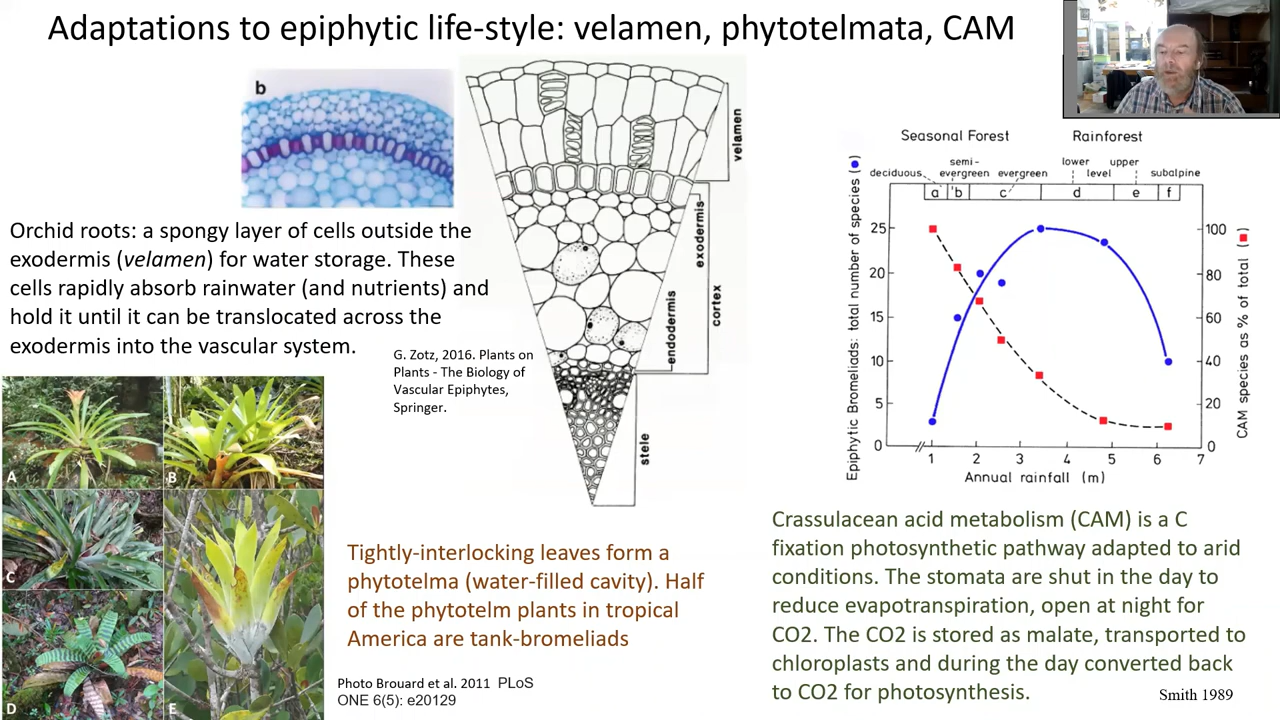 Adaptations to epiphytic life-style: velamen, phytotelmata, CAM
b
velamen
exodermis
cortex
endodermis
stele
Orchid roots: a spongy layer of cells outside the
exodermis (velamen) for water storage. These
cells rapidly absorb rainwater (and nutrients) and
hold it until it can be translocated across the
exodermis into the vascular system.
G. Zotz, 2016. Plants on
Plants - The Biology of
Vascular Epiphytes,
Springer.
A
B
C
D
E
Tightly-interlocking leaves form a
phytotelma (water-filled cavity). Half
of the phytotelm plants in tropical
America are tank-bromeliads
Photo Brouard et al. 2011 PLoS
ONE 6(5): e20129
Seasonal Forest Rainforest
semi- lower upper
deciduous evergreen evergreen level subalpine
a b c d e f
Epiphytic Bromeliads: total number of species (●)
25
20
15
10
5
0
100
80
60
40
20
0
CAM species as % of total (■)
1 2 3 4 5 6 7
Annual rainfall (m)
Crassulacean acid metabolism (CAM) is a C
fixation photosynthetic pathway adapted to arid
conditions. The stomata are shut in the day to
reduce evapotranspiration, open at night for
CO2. The CO2 is stored as malate, transported to
chloroplasts and during the day converted back
to CO2 for photosynthesis.
Smith 1989